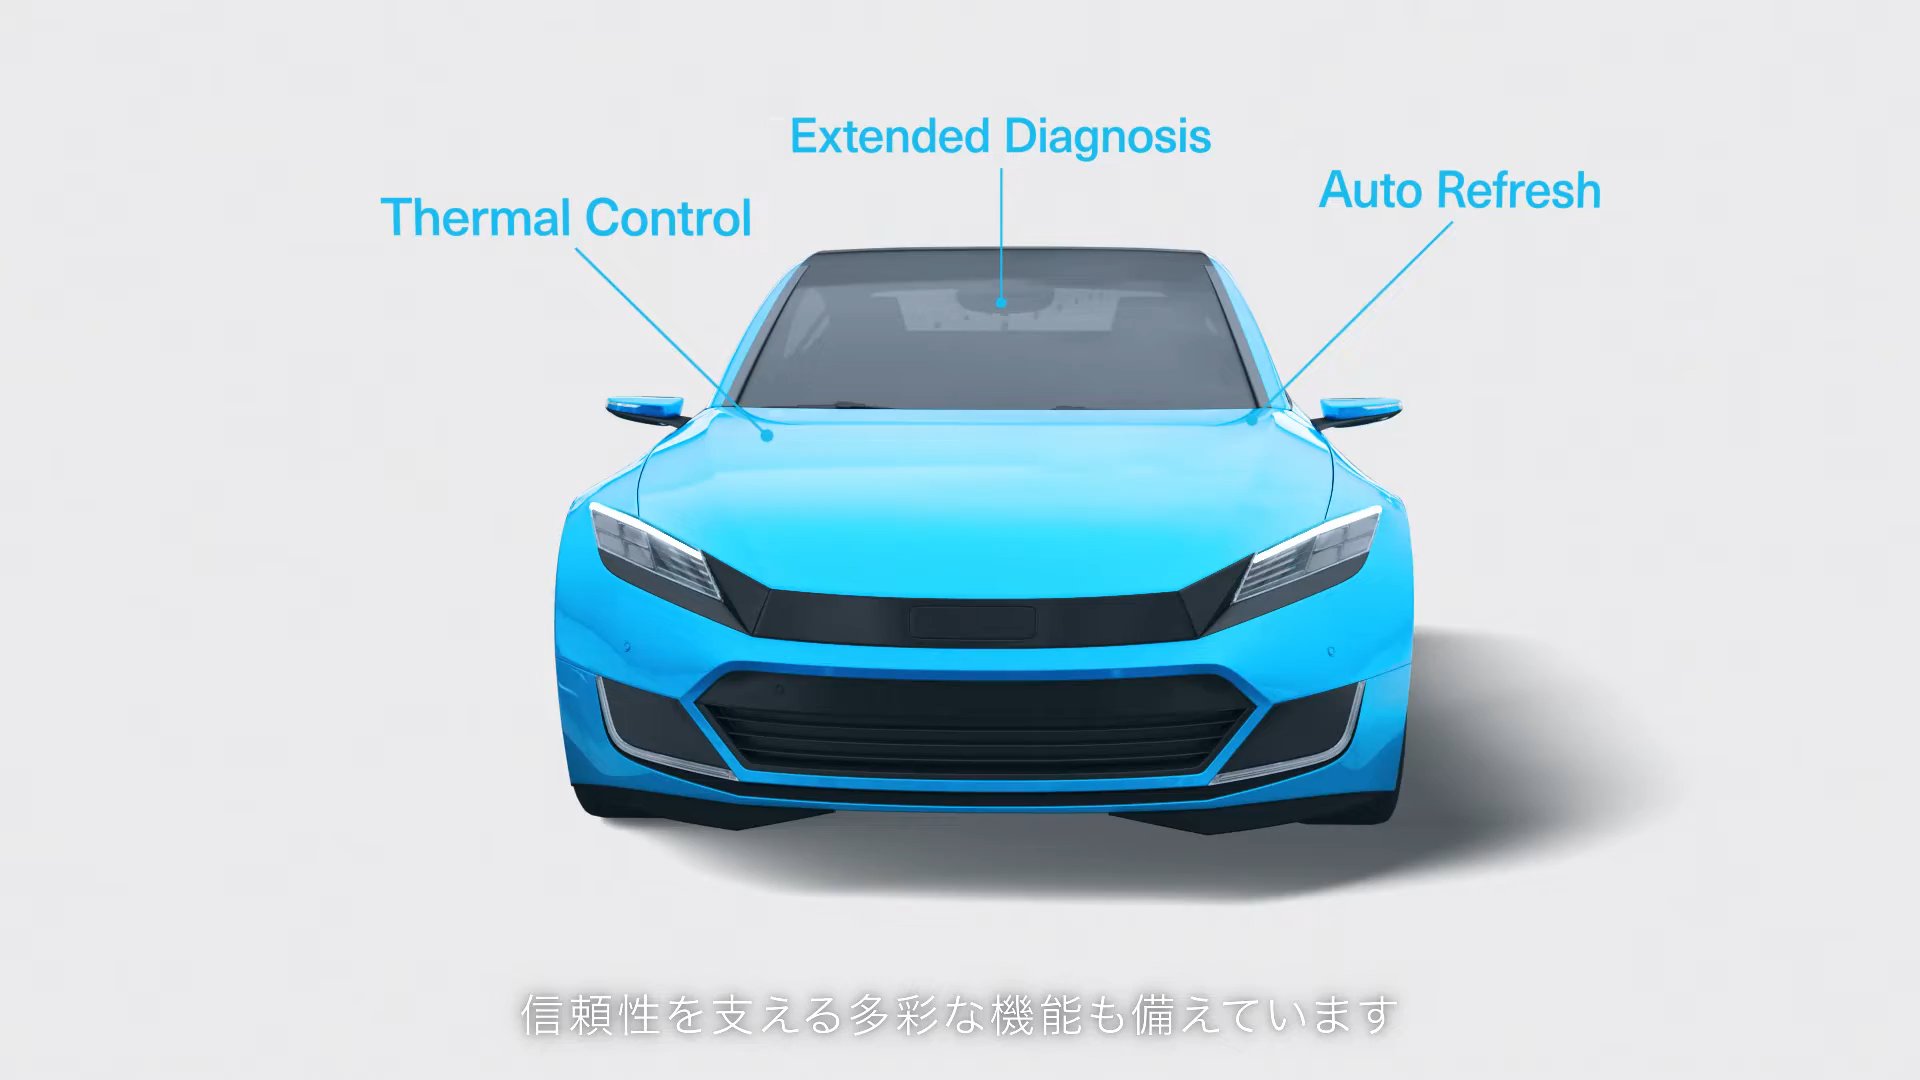 Extended Diagnosis
Thermal Control
Auto Refresh
信頼性を支える多彩な機能も備えています